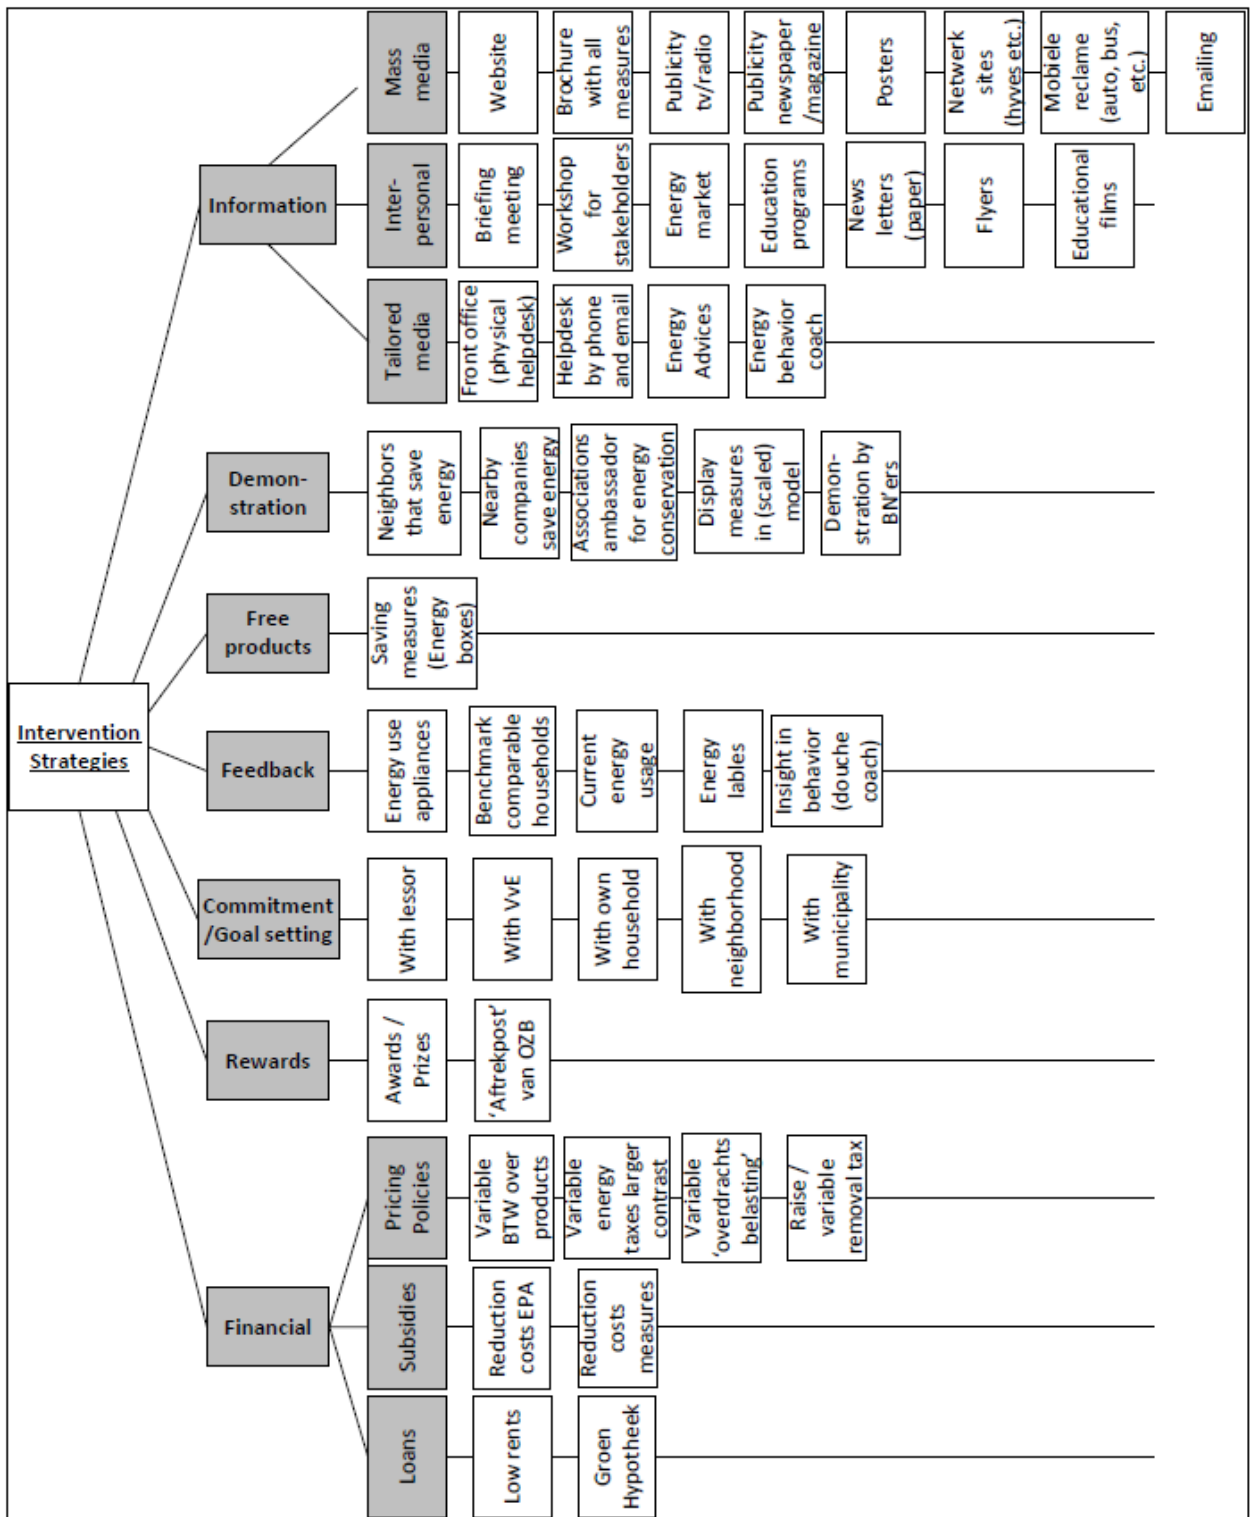 Intervention
Strategies
Information
Mass
media
Website
Brochure
with all
measures
Publicity
tv/radio
Publicity
newspaper
/magazine
Posters
Netwerk
sites
(hyves etc.)
Mobiele
reclame
(auto, bus,
etc.)
Emailing
Inter-
personal
Briefing
meeting
Workshop
for
stakeholders
Energy
market
Education
programs
News
letters
(paper)
Flyers
Educational
films
Tailored
media
Front office
(physical
helpdesk)
Helpdesk
by phone
and email
Energy
Advices
Energy
behavior
coach
Demon-
stration
Neighbors
that save
energy
Nearby
companies
save energy
Associations
ambassador
for energy
conservation
Display
measures
in (scaled)
model
Demon-
stration by
BN'ers
Free
products
Saving
measures
(Energy
boxes)
Feedback
Energy use
appliances
Benchmark
comparable
households
Current
energy
usage
Energy
lables
Insight in
behavior
(douche
coach)
Commitment
/Goal setting
With lessor
With VvE
With own
household
With
neighborhood
With
municipality
Rewards
Awards /
Prizes
‘Aftrekpost’
van OZB
Financial
Pricing
Policies
Variable
BTW over
products
Variable
energy
taxes larger
contrast
Variable
‘overdrachts
belasting’
Raise /
variable
removal tax
Subsidies
Reduction
costs EPA
Reduction
costs
measures
Loans
Low rents
Groen
Hypotheek